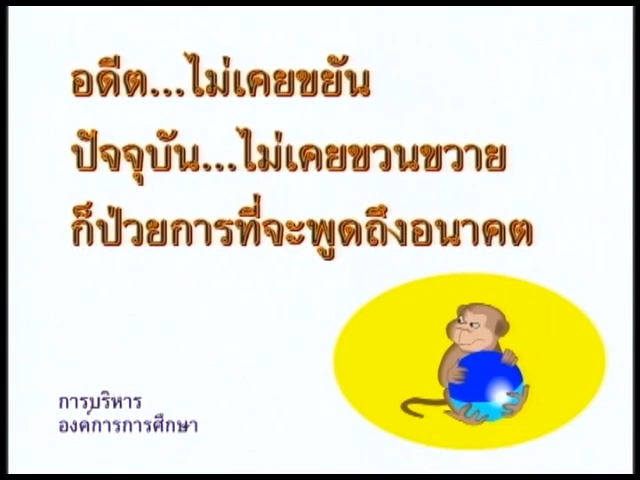 อดีต...ไม่เคยขยัน
ปัจจุบัน...ไม่เคยขวนขวาย
ก็ป่วยการที่จะพูดถึงอนาคต
การบริหาร
องค์การการศึกษา